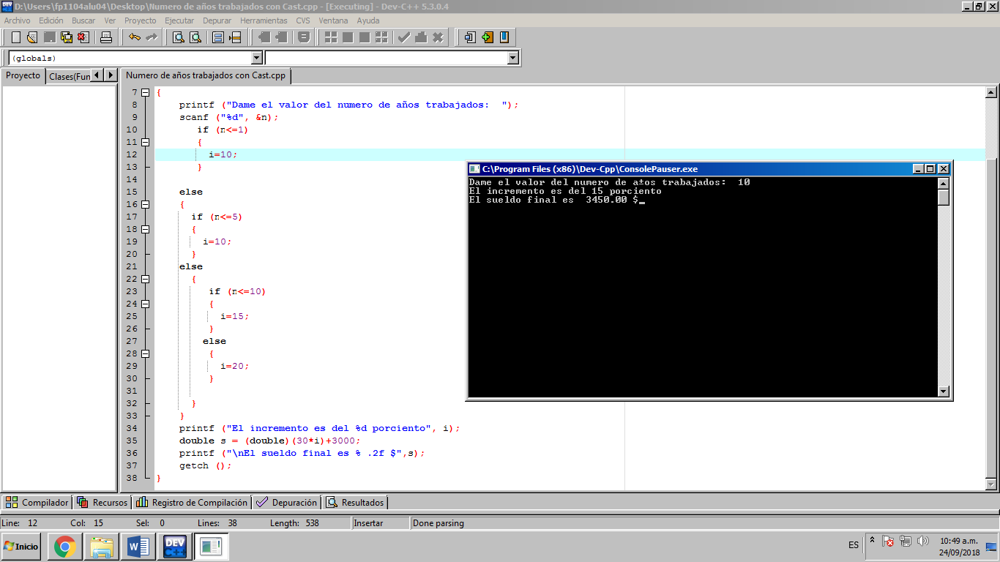 D:\Users\fp1104alu04\Desktop\Numero de años trabajados con Cast.cpp - [Executing] - Dev-C++ 5.3.0.4
Archivo Edición Buscar Ver Proyecto Ejecutar Depurar Herramientas CVS Ventana Ayuda
(globals)
Proyecto Clases(Fun Numero de años trabajados con Cast.cpp
7 {
8 printf ("Dame el valor del numero de años trabajados:  ");
9 scanf ("%d", &n);
10 if (n<=1)
11 {
12 i=10;
13 }
14
15 else
16 {
17 if (n<=5)
18 {
19 i=10;
20 }
21 else
22 {
23 if (n<=10)
24 {
25 i=15;
26 }
27 else
28 {
29 i=20;
30 }
31
32 }
33 }
34 printf ("El incremento es del %d porciento", i);
35 double s = (double)(30*i)+3000;
36 printf ("\nEl sueldo final es % .2f $",s);
37 getch ();
38 }
C:\Program Files (x86)\Dev-Cpp\ConsolePauser.exe
Dame el valor del numero de a±os trabajados:  10
El incremento es del 15 porciento
El sueldo final es  3450.00 $_
Compilador Recursos Registro de Compilación Depuración Resultados
Line: 12 Col: 15 Sel: 0 Lines: 38 Length: 538 Insertar Done parsing
Inicio DEV C++ ES 10:49 a.m.
24/09/2018